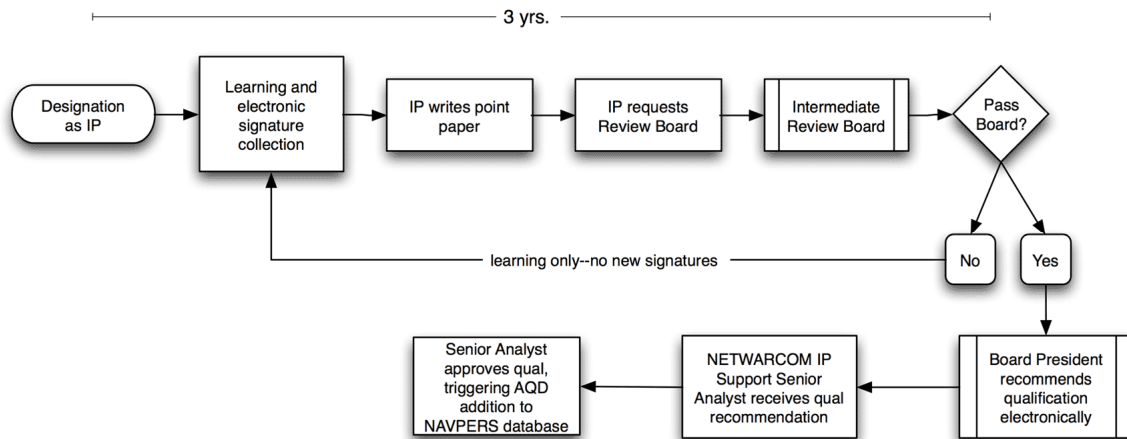 3 yrs.
Designation
as IP
Learning and
electronic
signature
collection
IP writes point
paper
IP requests
Review Board
Intermediate
Review Board
Pass
Board?
No
Yes
learning only--no new signatures
Board President
recommends
qualification
electronically
NETWARCOM IP
Support Senior
Analyst receives qual
recommendation
Senior Analyst
approves qual,
triggering AQD
addition to
NAVPERS database